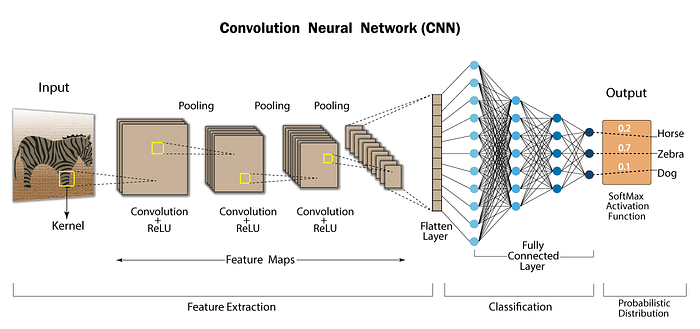 Convolution Neural Network (CNN)
Input
Output
Pooling
Pooling
Pooling
0.2
Horse
0.7
Zebra
0.1
Dog
SoftMax
Activation
Function
Kernel
Convolution
+
ReLU
Convolution
+
ReLU
Convolution
+
ReLU
Flatten
Layer
Fully
Connected
Layer
Feature Maps
Feature Extraction
Classification
Probabilistic
Distribution